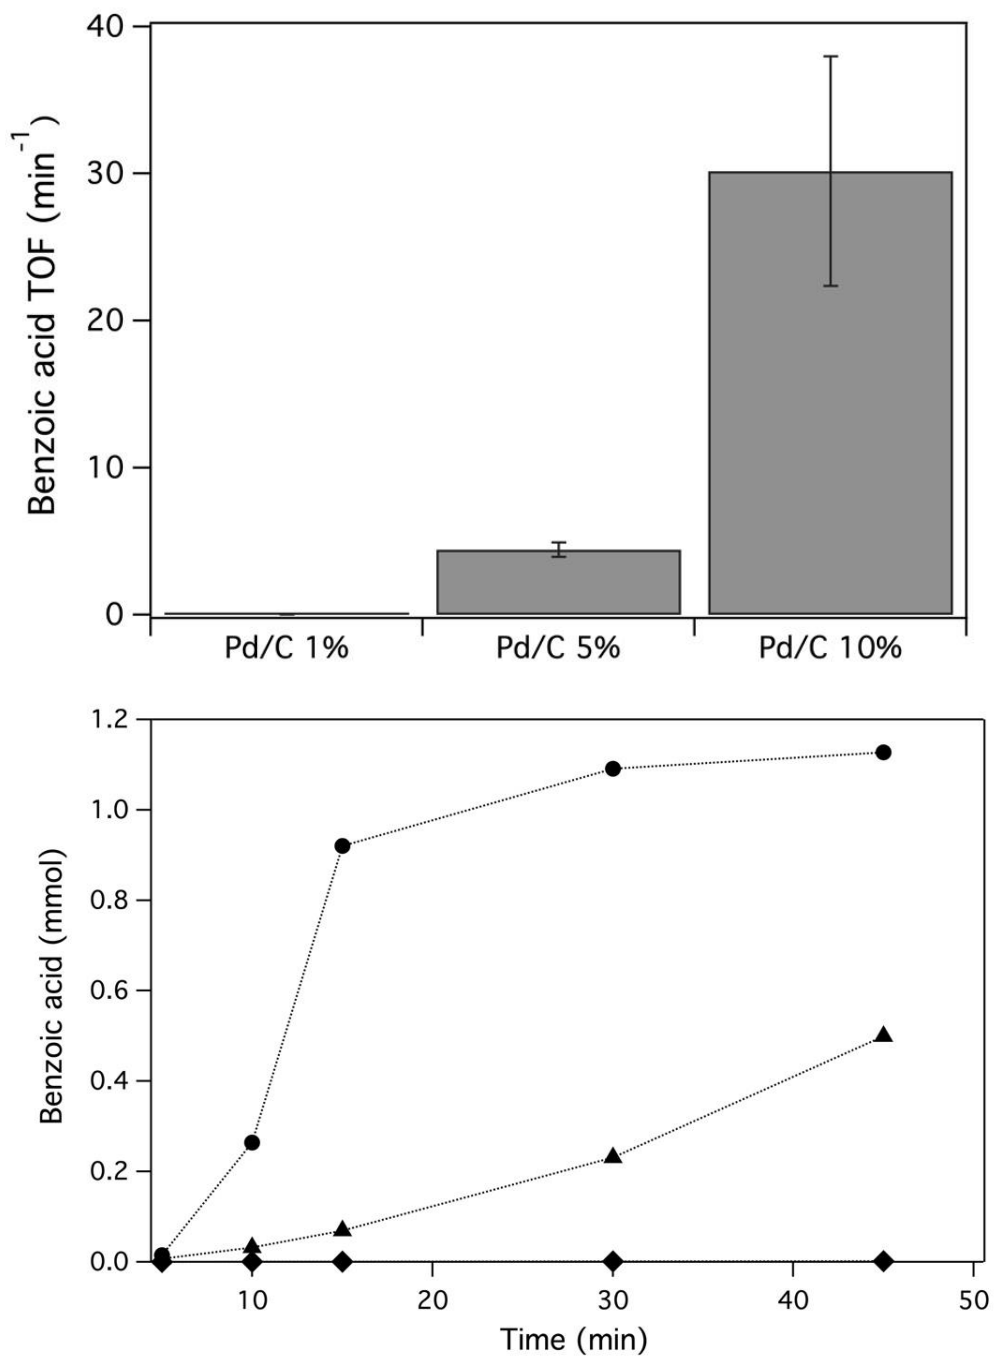 40
30
20
10
0
Benzoic acid TOF (min⁻¹)
Pd/C 1%
Pd/C 5%
Pd/C 10%
1.2
1.0
0.8
0.6
0.4
0.2
0.0
Benzoic acid (mmol)
10
20
30
40
50
Time (min)